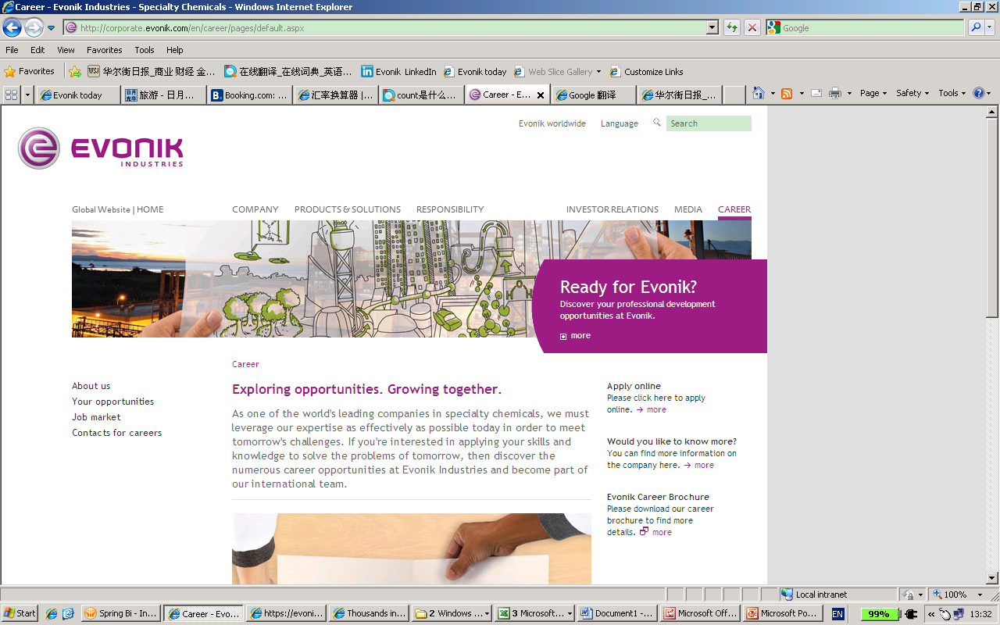 Career - Evonik Industries - Specialty Chemicals - Windows Internet Explorer
http://corporate.evonik.com/en/career/pages/default.aspx
Google
File Edit View Favorites Tools Help
Favorites 华尔街日报_商业 财经 金... 在线翻译_在线词典_英语... Evonik LinkedIn Evonik today Web Slice Gallery Customize Links
Evonik today 旅游 - 日月... Booking.com: ... 汇率换算器 |... count是什么... Career - E... Google 翻译 华尔街日报_... Page Safety Tools
Evonik worldwide Language Search
EVONIK
INDUSTRIES
Global Website | HOME COMPANY PRODUCTS & SOLUTIONS RESPONSIBILITY INVESTOR RELATIONS MEDIA CAREER
Ready for Evonik?
Discover your professional development
opportunities at Evonik.
more
Career
About us
Your opportunities
Job market
Contacts for careers
Exploring opportunities. Growing together.
As one of the world's leading companies in specialty chemicals, we must
leverage our expertise as effectively as possible today in order to meet
tomorrow's challenges. If you're interested in applying your skills and
knowledge to solve the problems of tomorrow, then discover the
numerous career opportunities at Evonik Industries and become part of
our international team.
Apply online
Please click here to apply
online. → more
Would you like to know more?
You can find more information on
the company here. → more
Evonik Career Brochure
Please download our career
brochure to find more
details. more
Local intranet 100%
Start Spring Bi - In... Career - Evo... https://evoni... Thousands in... 2 Windows ... 3 Microsoft... Document1 -... Microsoft Off... Microsoft Po... EN 99% « 13:32